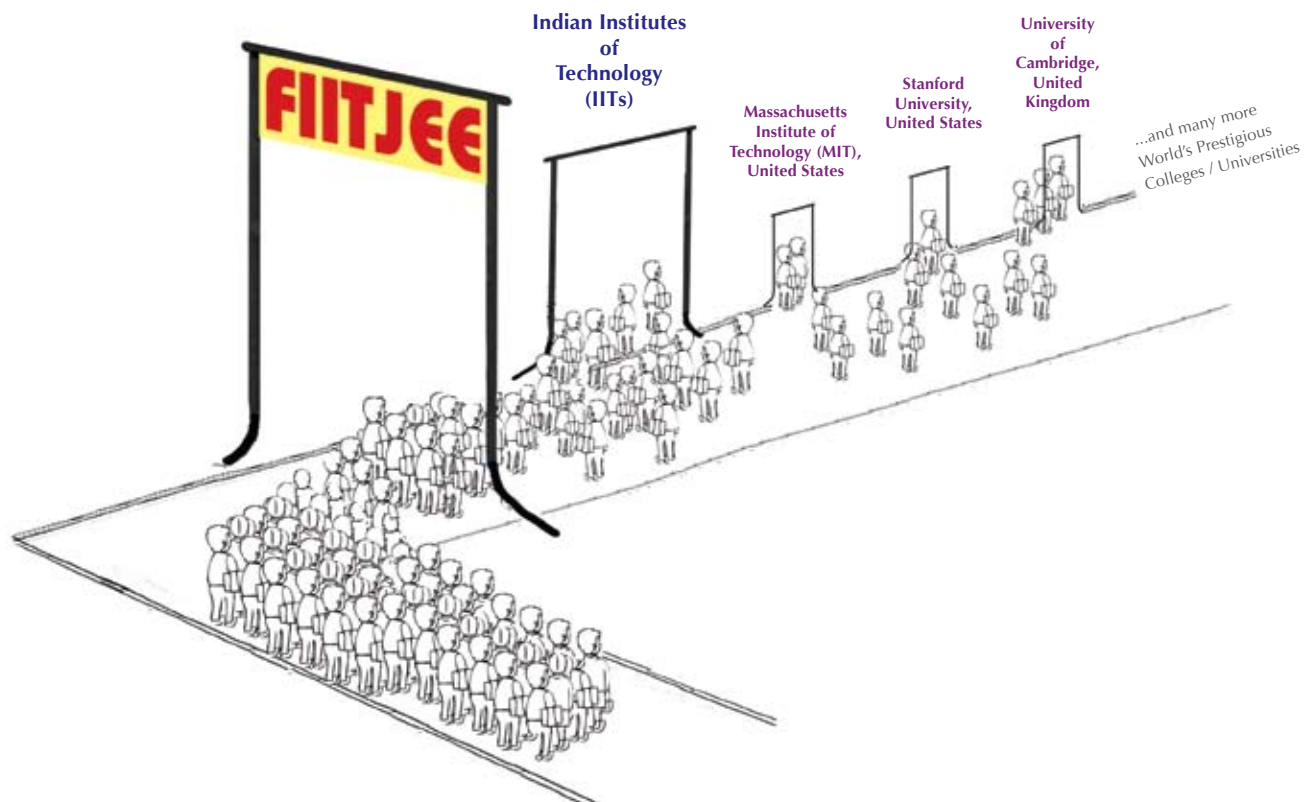 FIITJEE
Indian Institutes
of
Technology
(IITs)
Massachusetts
Institute of
Technology (MIT),
United States
Stanford
University,
United States
University
of
Cambridge,
United
Kingdom
...and many more
World's Prestigious
Colleges / Universities